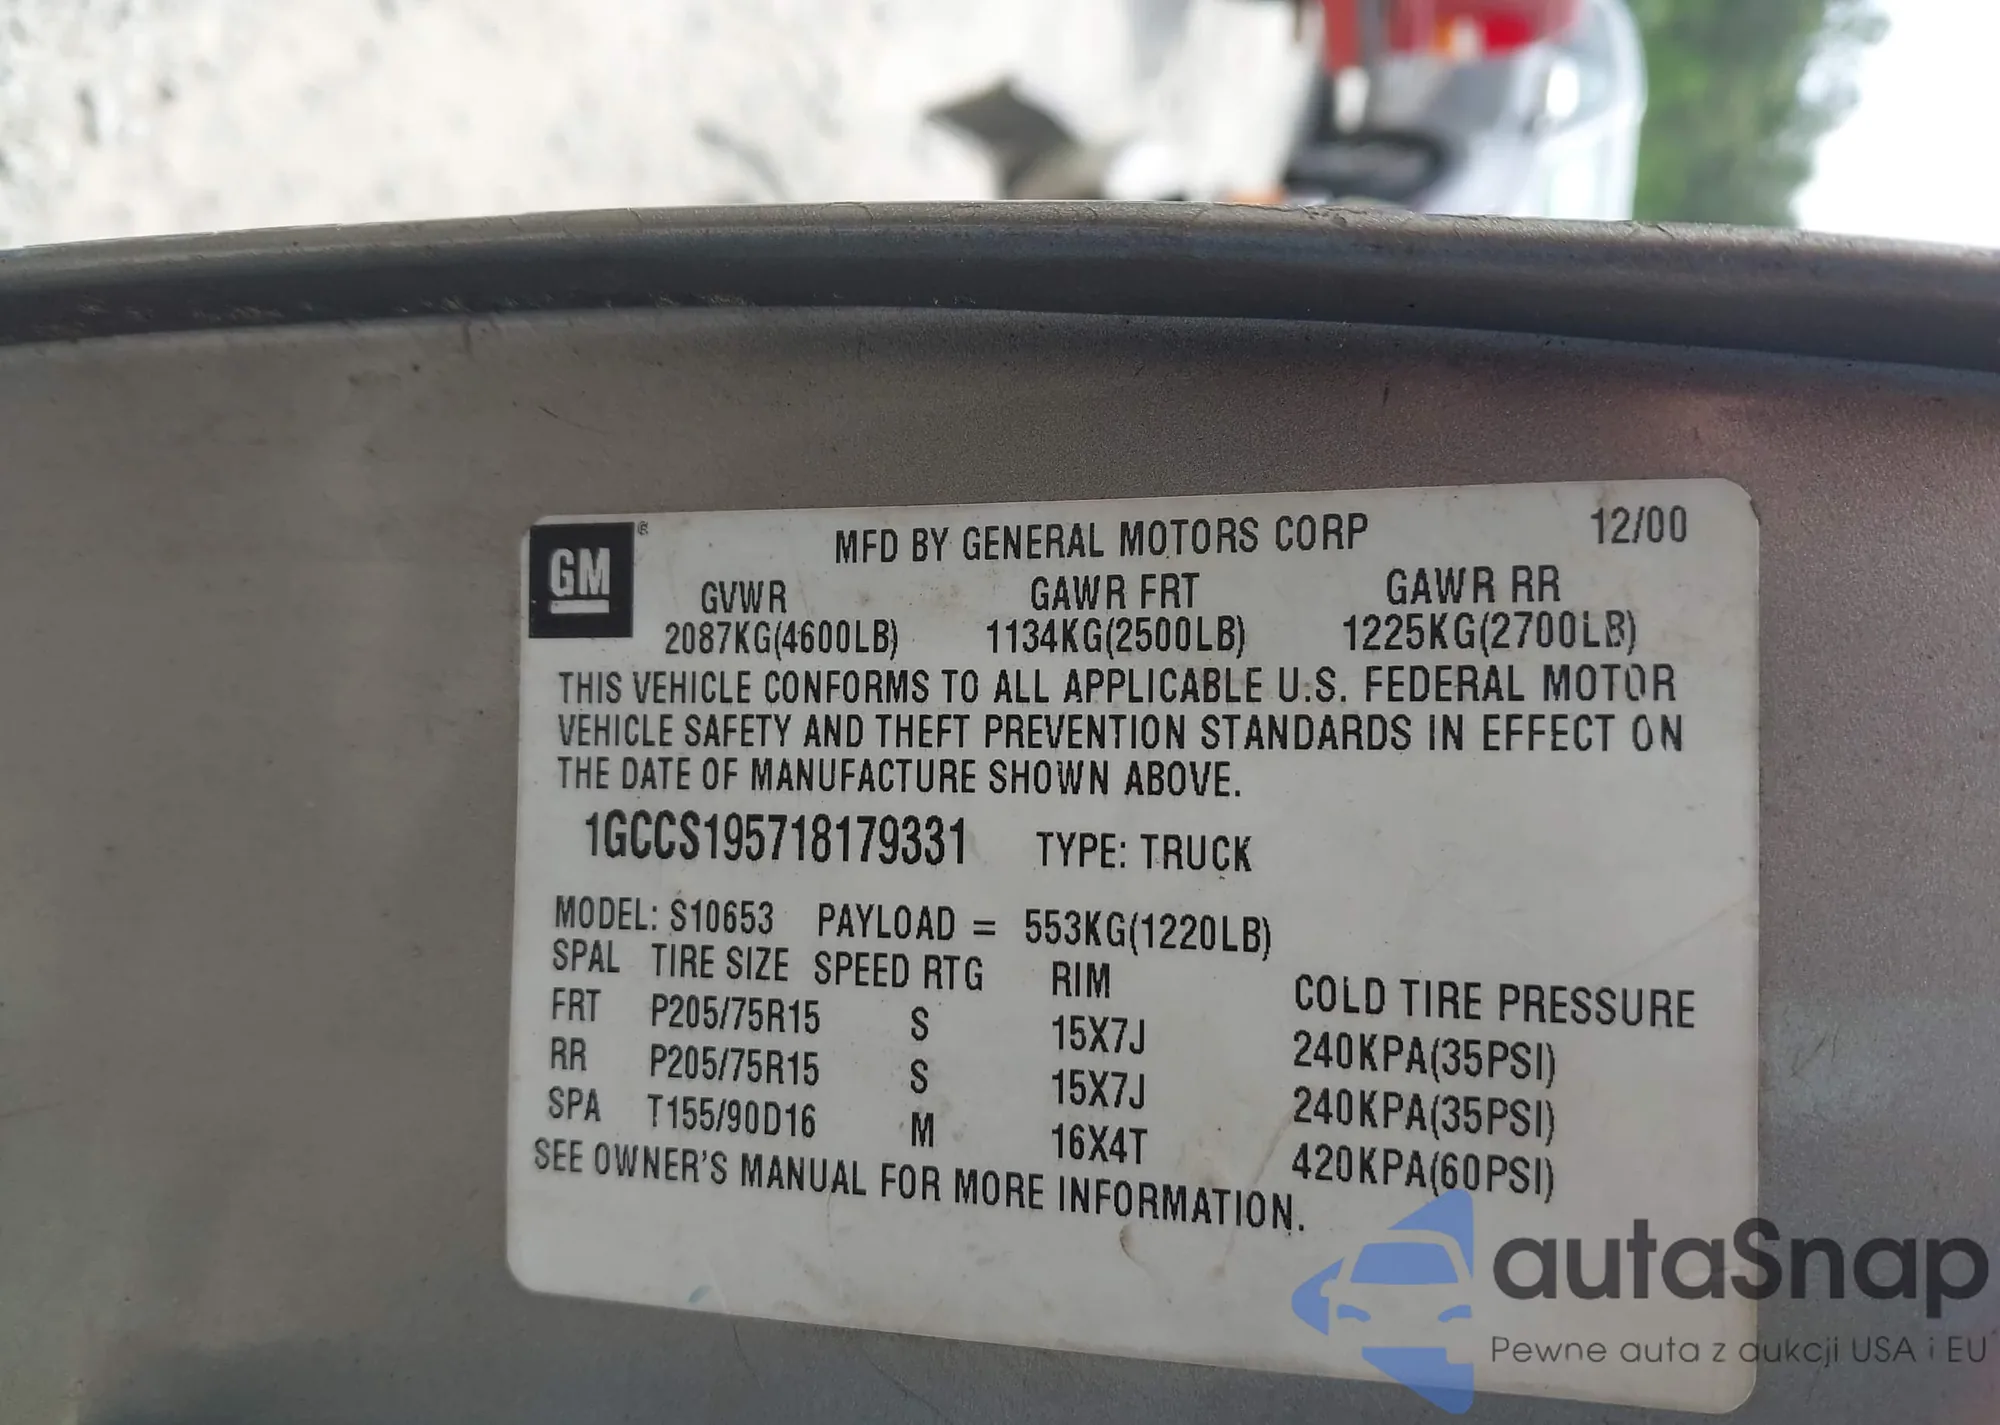 GM ® MFD BY GENERAL MOTORS CORP 12/00
GVWR GAWR FRT GAWR RR
2087KG(4600LB) 1134KG(2500LB) 1225KG(2700LB)
THIS VEHICLE CONFORMS TO ALL APPLICABLE U.S. FEDERAL MOTOR
VEHICLE SAFETY AND THEFT PREVENTION STANDARDS IN EFFECT ON
THE DATE OF MANUFACTURE SHOWN ABOVE.
1GCCS195718179331 TYPE: TRUCK
MODEL: S10653 PAYLOAD = 553KG(1220LB)
SPAL TIRE SIZE SPEED RTG RIM COLD TIRE PRESSURE
FRT P205/75R15 S 15X7J 240KPA(35PSI)
RR P205/75R15 S 15X7J 240KPA(35PSI)
SPA T155/90D16 M 16X4T 420KPA(60PSI)
SEE OWNER'S MANUAL FOR MORE INFORMATION.
autaSnap
Pewne auta z aukcji USA i EU